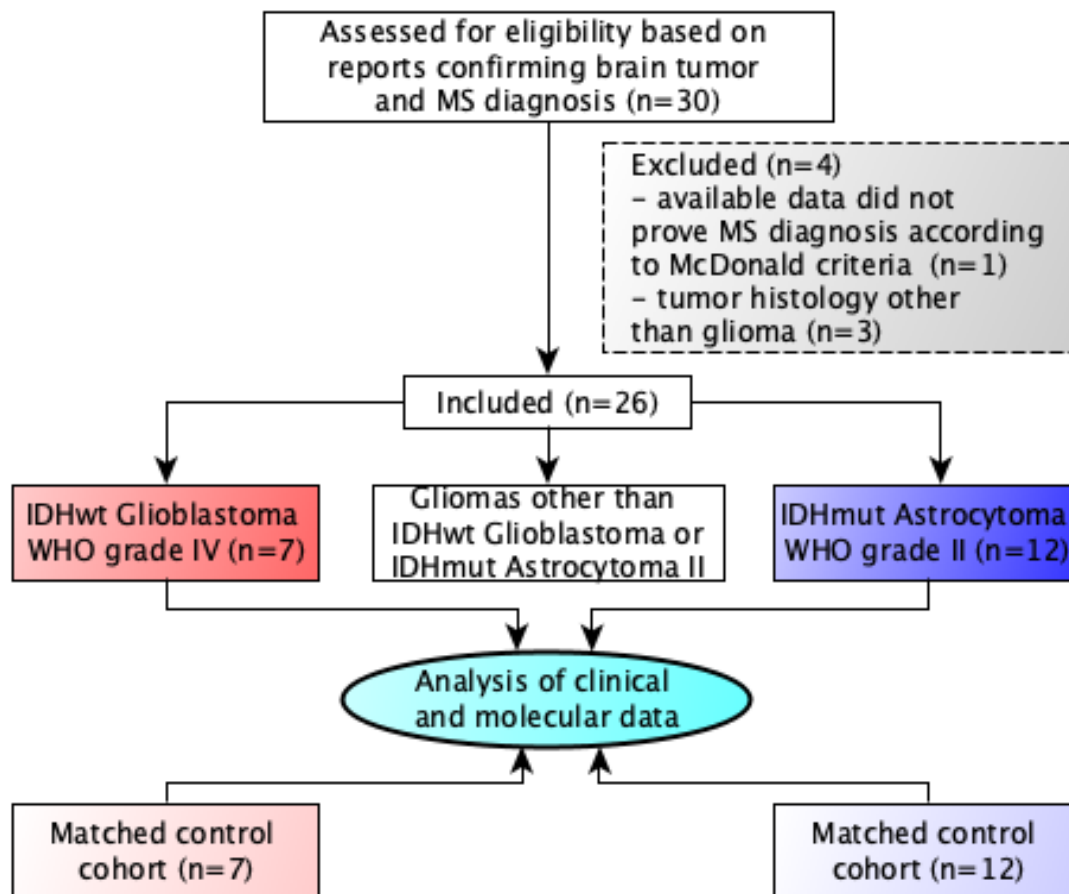 Assessed for eligibility based on
reports confirming brain tumor
and MS diagnosis (n=30)
Excluded (n=4)
– available data did not
prove MS diagnosis according
to McDonald criteria (n=1)
– tumor histology other
than glioma (n=3)
Included (n=26)
IDHwt Glioblastoma
WHO grade IV (n=7)
Gliomas other than
IDHwt Glioblastoma or
IDHmut Astrocytoma II
IDHmut Astrocytoma
WHO grade II (n=12)
Analysis of clinical
and molecular data
Matched control
cohort (n=7)
Matched control
cohort (n=12)